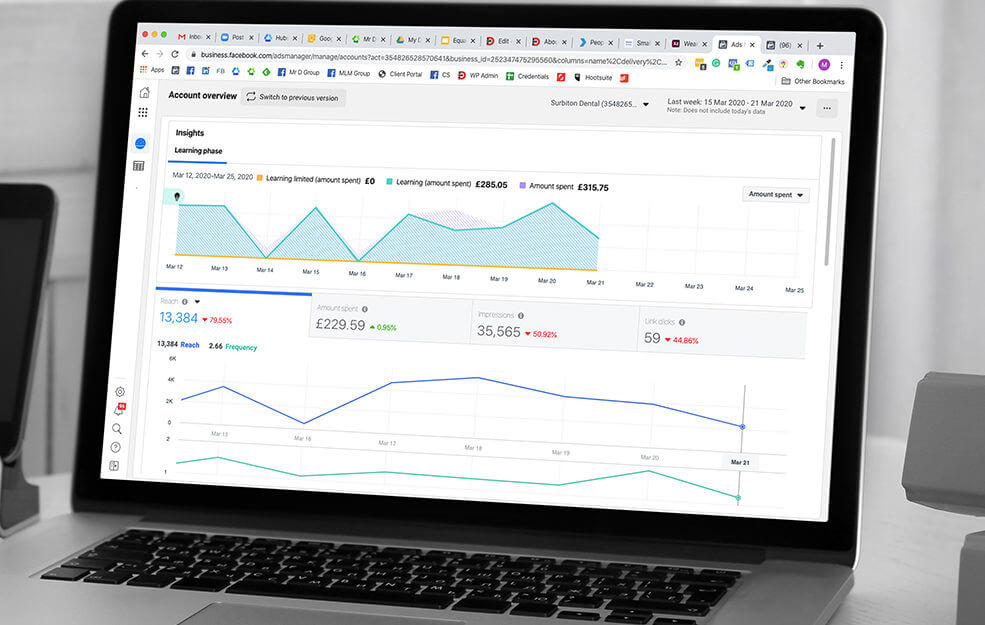 Inbo Post Hub: Goo Mr D My D Equa Edit Abou Peop Sma Wea Ads (96)
business.facebook.com/adsmanager/manage/accounts?act=354826528570641&business_id=2523474752955560&columns=name%2Cdelivery%2C...
Apps FB Mr D Group MLM Group Client Portal CS WP Admin Credentials Hootsuite Other Bookmarks
Account overview Switch to previous version Surbiton Dental (3548265... Last week: 15 Mar 2020 - 21 Mar 2020
Note: Does not include today's data
Insights
Learning phase
Mar 12, 2020-Mar 25, 2020 Learning limited (amount spent) £0 Learning (amount spent) £285.05 Amount spent £315.75 Amount spent
Mar 12 Mar 13 Mar 14 Mar 15 Mar 16 Mar 17 Mar 18 Mar 19 Mar 20 Mar 21 Mar 22 Mar 23 Mar 24 Mar 25
Reach Amount spent Impressions Link clicks
13,384 79.55% £229.59 0.95% 35,565 50.92% 59 44.86%
13,384 Reach 2.66 Frequency
6K
4K
2K
0
Mar 15 Mar 16 Mar 17 Mar 18 Mar 19 Mar 20 Mar 21
2
1